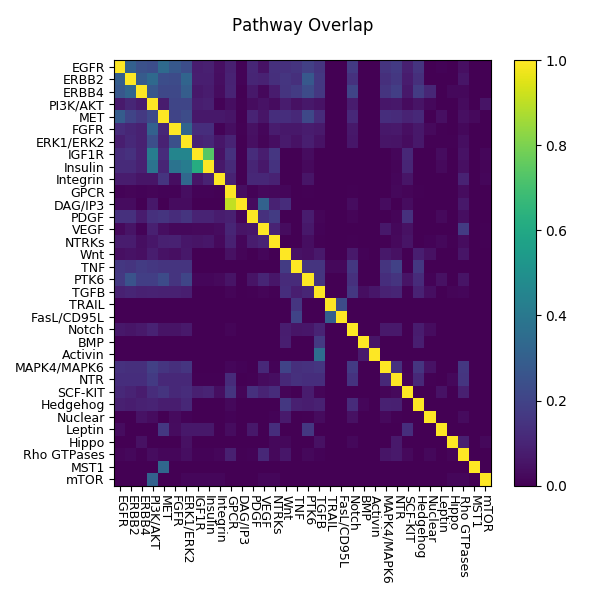 Pathway Overlap
EGFR
ERBB2
ERBB4
PI3K/AKT
MET
FGFR
ERK1/ERK2
IGF1R
Insulin
Integrin
GPCR
DAG/IP3
PDGF
VEGF
NTRKs
Wnt
TNF
PTK6
TGFB
TRAIL
FasL/CD95L
Notch
BMP
Activin
MAPK4/MAPK6
NTR
SCF-KIT
Hedgehog
Nuclear
Leptin
Hippo
Rho GTPases
MST1
mTOR
EGFR
ERBB2
ERBB4
PI3K/AKT
MET
FGFR
ERK1/ERK2
IGF1R
Insulin
Integrin
GPCR
DAG/IP3
PDGF
VEGF
NTRKs
Wnt
TNF
PTK6
TGFB
TRAIL
FasL/CD95L
Notch
BMP
Activin
MAPK4/MAPK6
NTR
SCF-KIT
Hedgehog
Nuclear
Leptin
Hippo
Rho GTPases
MST1
mTOR
1.0
0.8
0.6
0.4
0.2
0.0